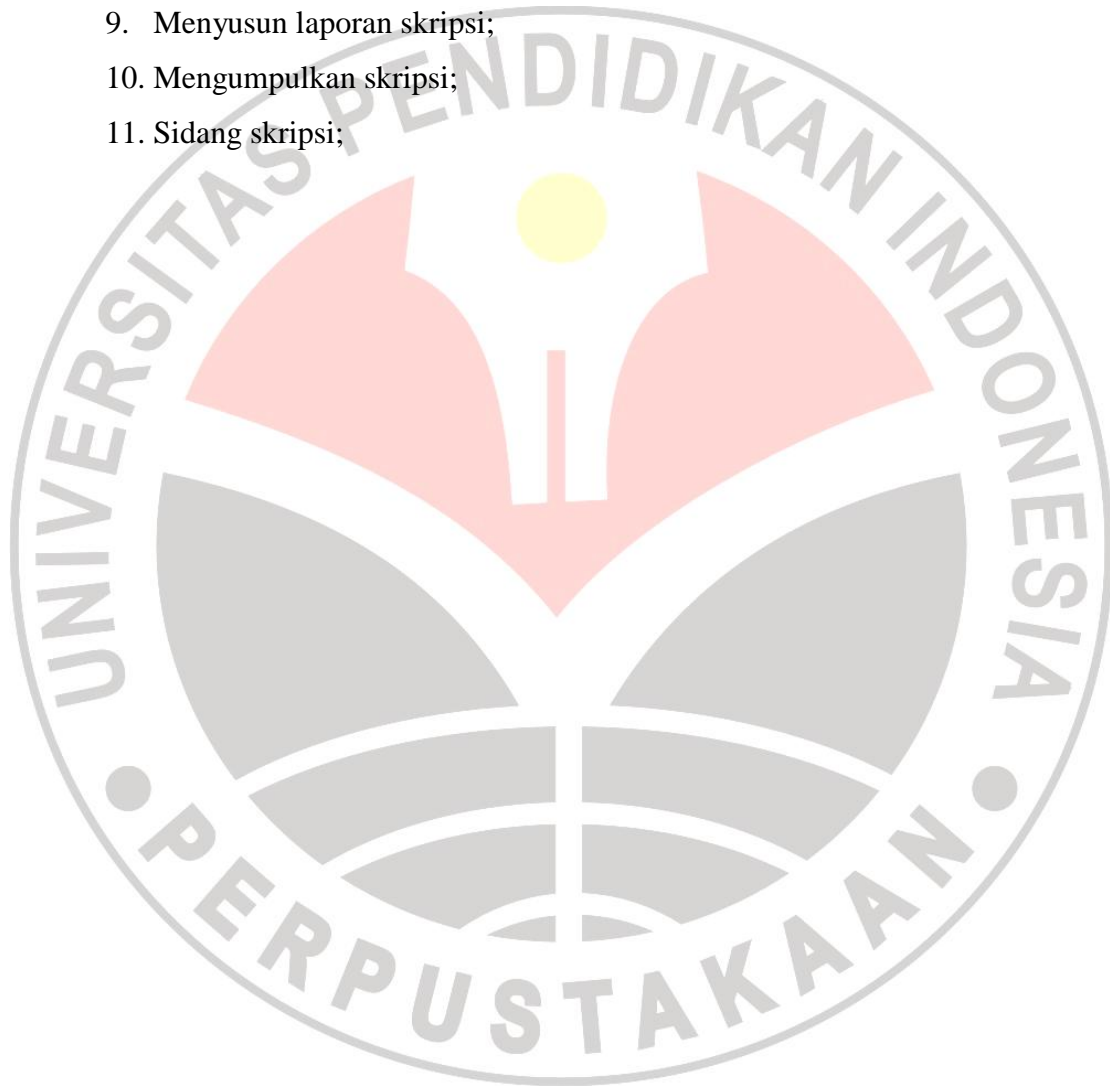 9. Menyusun laporan skripsi;
10. Mengumpulkan skripsi;
11. Sidang skripsi;
UNIVERSITAS PENDIDIKAN INDONESIA
PERPUSTAKAAN